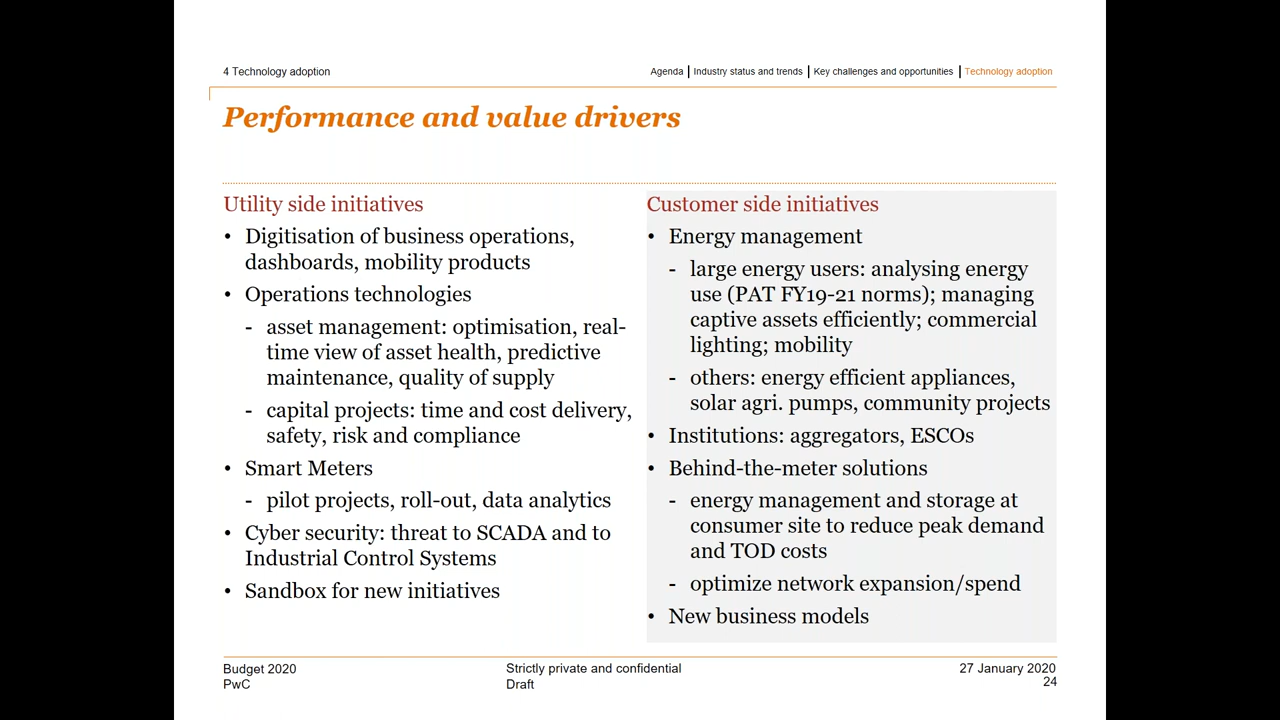 4 Technology adoption
Agenda | Industry status and trends | Key challenges and opportunities | Technology adoption
Performance and value drivers
Utility side initiatives
• Digitisation of business operations,
dashboards, mobility products
• Operations technologies
- asset management: optimisation, real-
time view of asset health, predictive
maintenance, quality of supply
- capital projects: time and cost delivery,
safety, risk and compliance
• Smart Meters
- pilot projects, roll-out, data analytics
• Cyber security: threat to SCADA and to
Industrial Control Systems
• Sandbox for new initiatives
Customer side initiatives
• Energy management
- large energy users: analysing energy
use (PAT FY19-21 norms); managing
captive assets efficiently; commercial
lighting; mobility
- others: energy efficient appliances,
solar agri. pumps, community projects
• Institutions: aggregators, ESCOs
• Behind-the-meter solutions
- energy management and storage at
consumer site to reduce peak demand
and TOD costs
- optimize network expansion/spend
• New business models
Budget 2020
PwC
Strictly private and confidential
Draft
27 January 2020
24